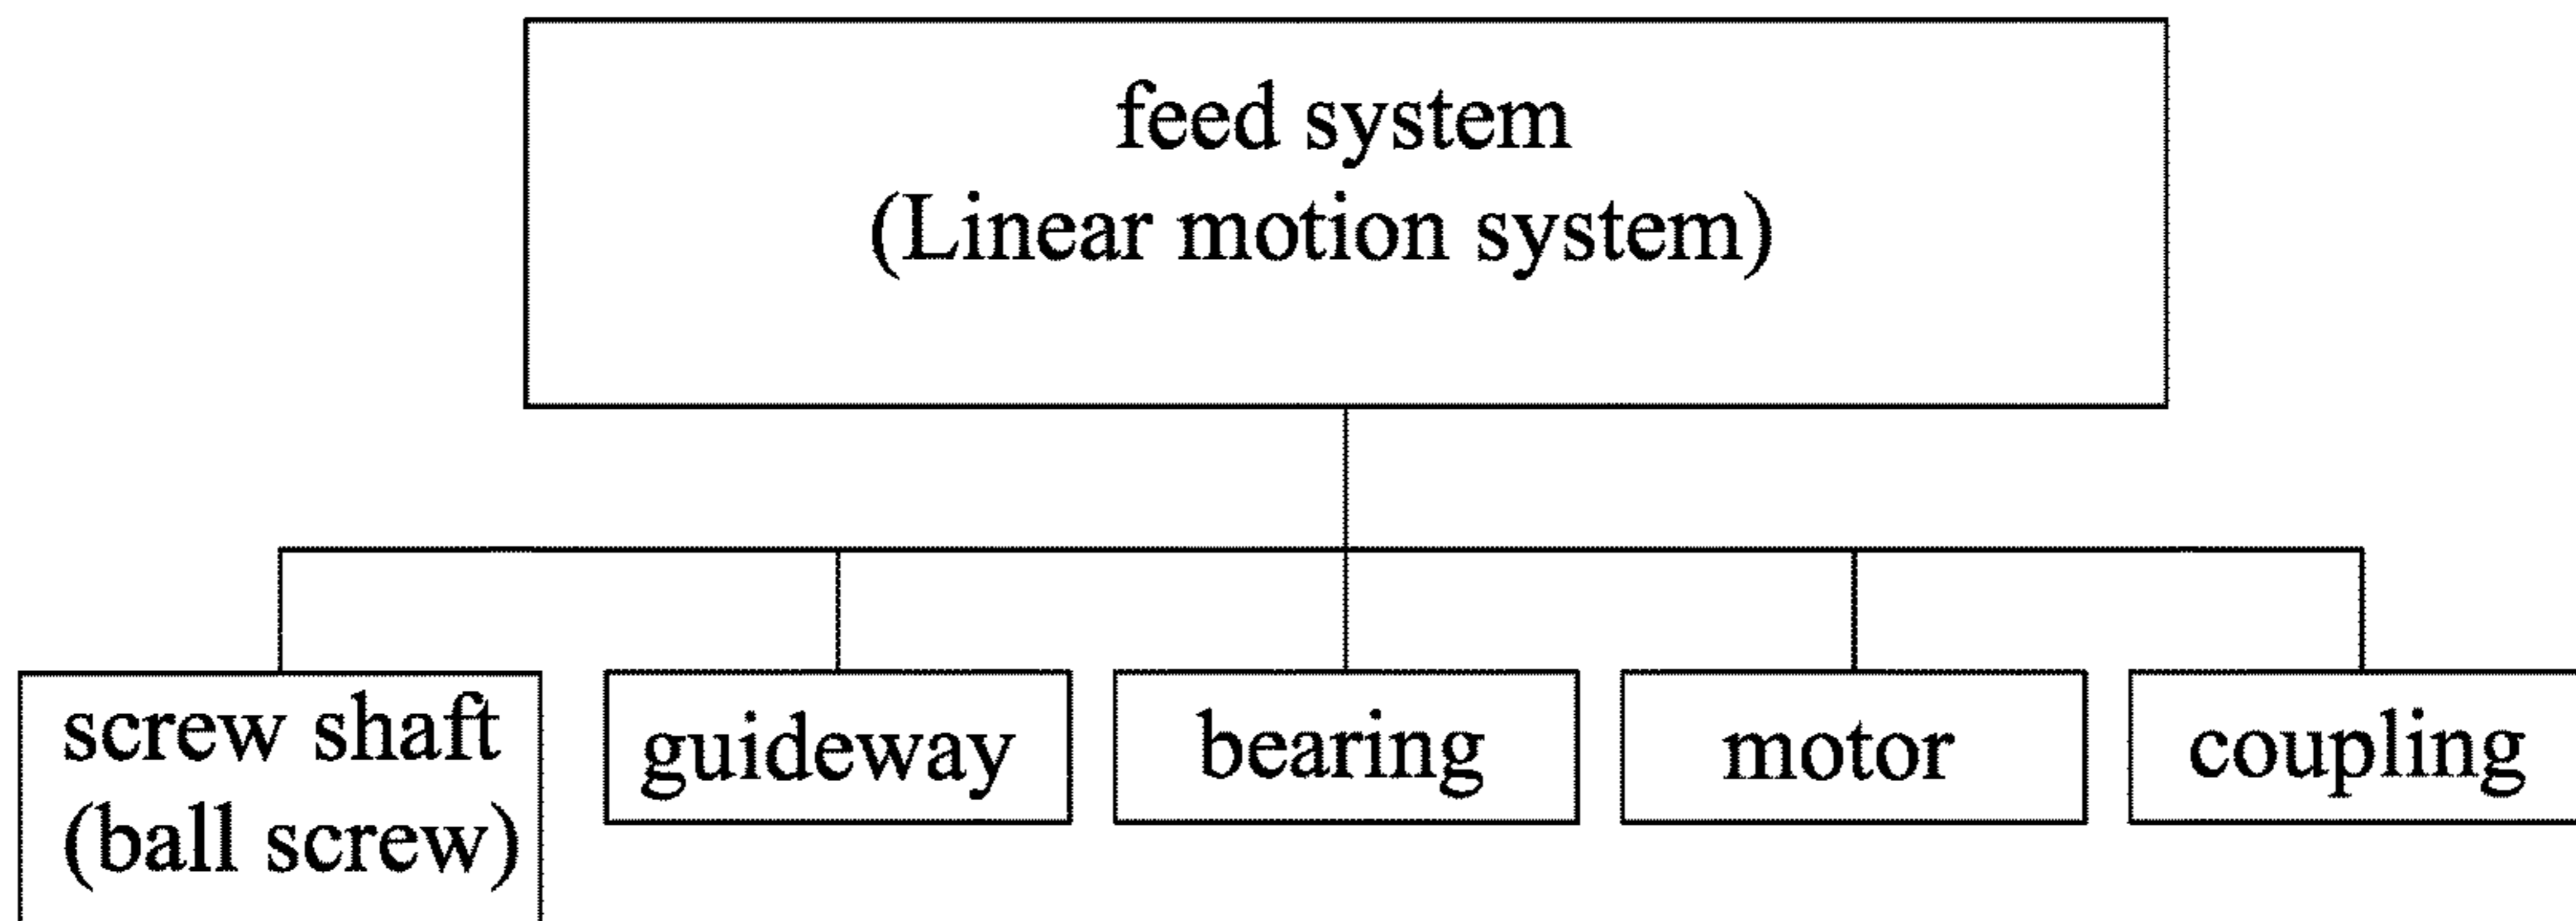 feed system
(Linear motion system)
screw shaft
(ball screw)
guideway
bearing
motor
coupling